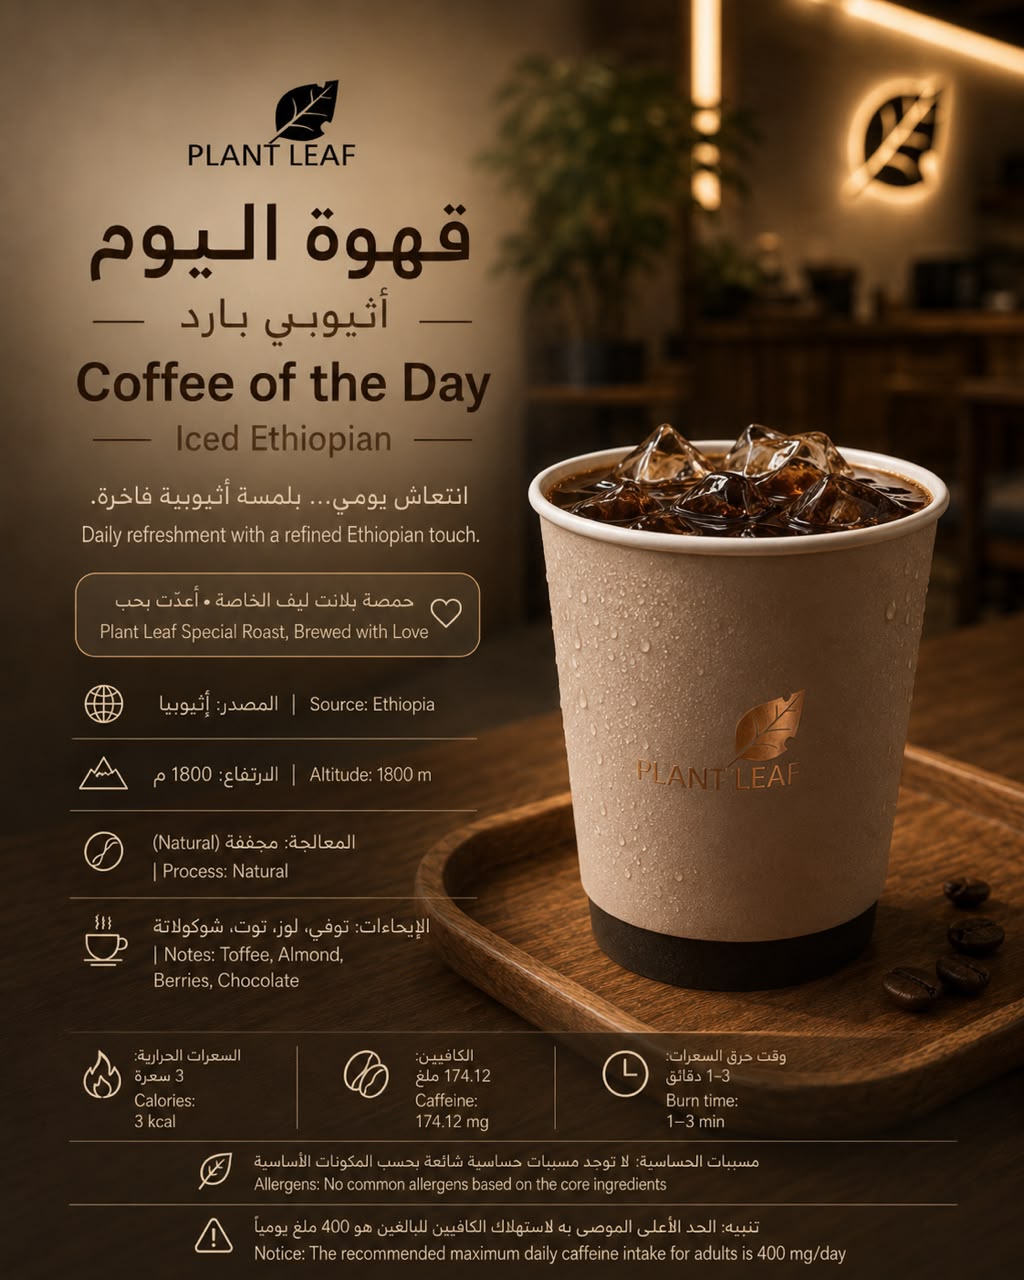 PLANT LEAF
قهوة اليوم
أثيوبي بارد
Coffee of the Day
Iced Ethiopian
انتعاش يومي... بلمسة أثيوبية فاخرة.
Daily refreshment with a refined Ethiopian touch.
حمصة بلانت ليف الخاصة • أعدّت بحب
Plant Leaf Special Roast, Brewed with Love
المصدر: إثيوبيا | Source: Ethiopia
الارتفاع: 1800 م | Altitude: 1800 m
المعالجة: مجففة (Natural)
| Process: Natural
الإيحاءات: توفي، لوز، توت، شوكولاتة
| Notes: Toffee, Almond,
Berries, Chocolate
PLANT LEAF
السعرات الحرارية:
3 سعرة
Calories:
3 kcal
الكافيين:
174.12 ملغ
Caffeine:
174.12 mg
وقت حرق السعرات:
1–3 دقائق
Burn time:
1–3 min
مسببات الحساسية: لا توجد مسببات حساسية شائعة بحسب المكونات الأساسية
Allergens: No common allergens based on the core ingredients
تنبيه: الحد الأعلى الموصى به لاستهلاك الكافيين للبالغين هو 400 ملغ يومياً
Notice: The recommended maximum daily caffeine intake for adults is 400 mg/day